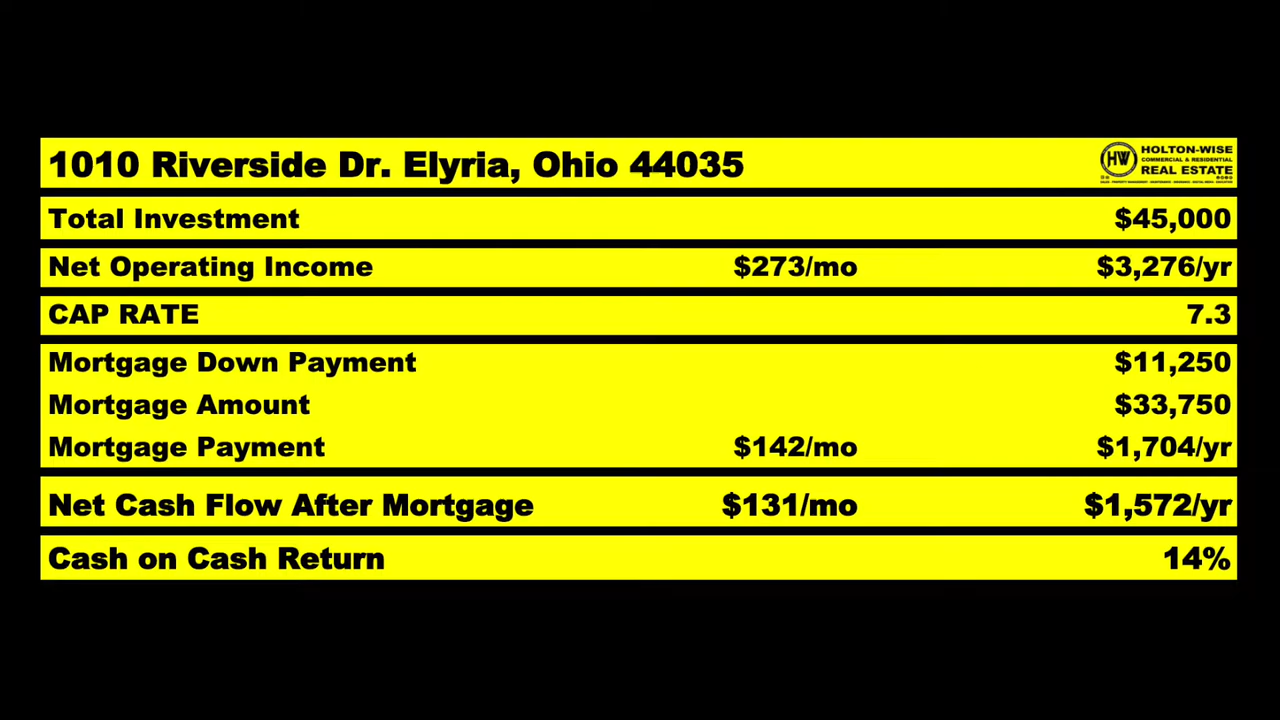 1010 Riverside Dr. Elyria, Ohio 44035
HW
HOLTON-WISE
COMMERCIAL & RESIDENTIAL
REAL ESTATE
Total Investment $45,000
Net Operating Income $273/mo $3,276/yr
CAP RATE 7.3
Mortgage Down Payment $11,250
Mortgage Amount $33,750
Mortgage Payment $142/mo $1,704/yr
Net Cash Flow After Mortgage $131/mo $1,572/yr
Cash on Cash Return 14%